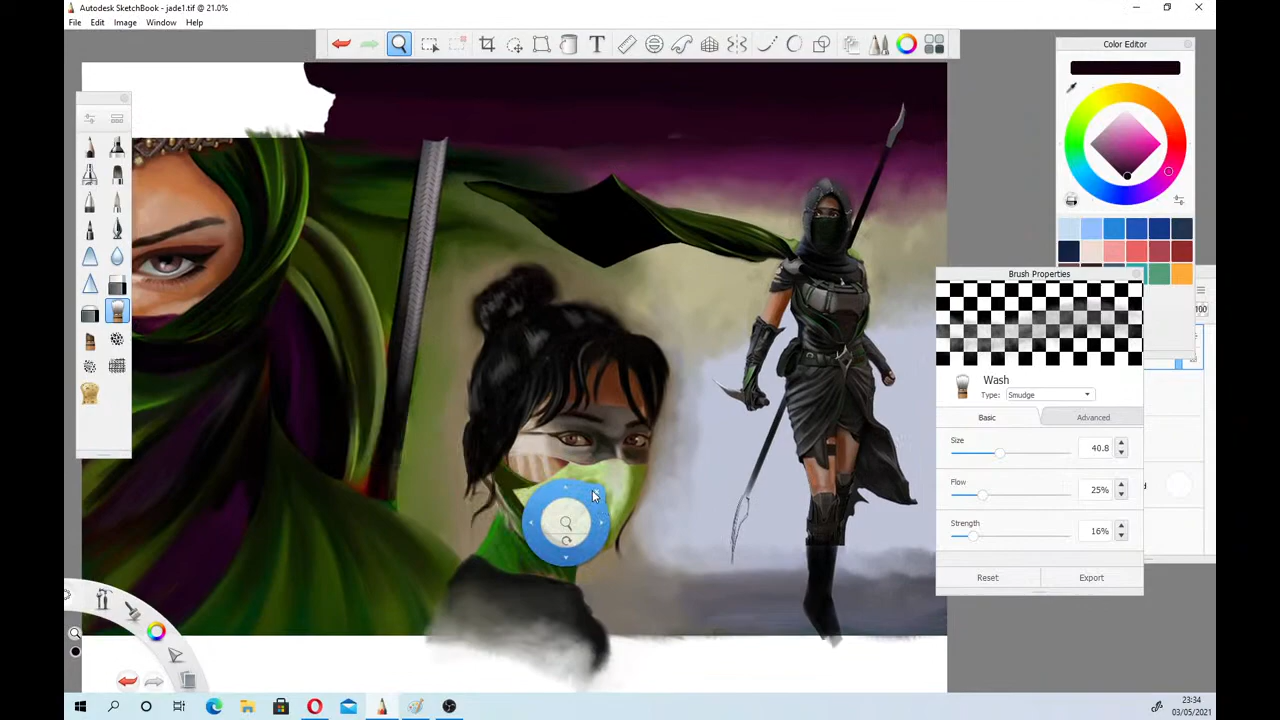 Autodesk SketchBook - jade1.tif @ 21.0%
File Edit Image Window Help
Color Editor
Brush Properties
100
Wash
Type: Smudge
Basic Advanced
Size
40.8
Flow
25%
Strength
16%
Reset Export
23:34
03/05/2021